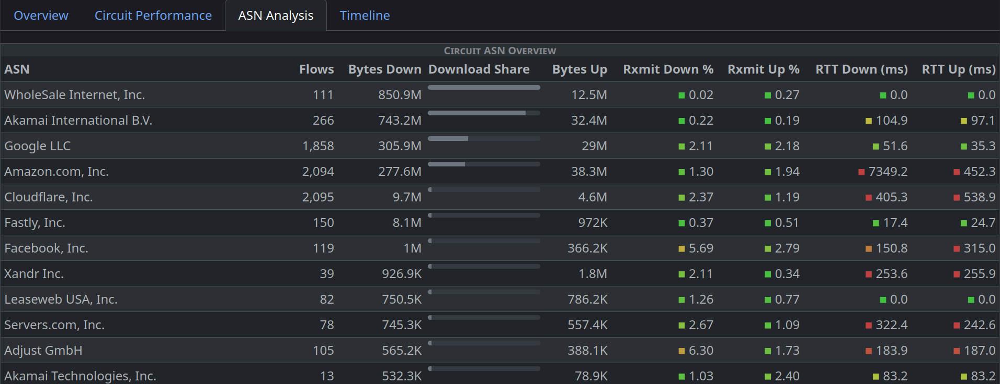 Overview Circuit Performance ASN Analysis Timeline
Circuit ASN Overview
ASN Flows Bytes Down Download Share Bytes Up Rxmit Down % Rxmit Up % RTT Down (ms) RTT Up (ms)
WholeSale Internet, Inc. 111 850.9M 12.5M 0.02 0.27 0.0 0.0
Akamai International B.V. 266 743.2M 32.4M 0.22 0.19 104.9 97.1
Google LLC 1,858 305.9M 29M 2.11 2.18 51.6 35.3
Amazon.com, Inc. 2,094 277.6M 38.3M 1.30 1.94 7349.2 452.3
Cloudflare, Inc. 2,095 9.7M 4.6M 2.37 1.19 405.3 538.9
Fastly, Inc. 150 8.1M 972K 0.37 0.51 17.4 24.7
Facebook, Inc. 119 1M 366.2K 5.69 2.79 150.8 315.0
Xandr Inc. 39 926.9K 1.8M 2.11 0.34 253.6 255.9
Leaseweb USA, Inc. 82 750.5K 786.2K 1.26 0.77 0.0 0.0
Servers.com, Inc. 78 745.3K 557.4K 2.67 1.09 322.4 242.6
Adjust GmbH 105 565.2K 388.1K 6.30 1.73 183.9 187.0
Akamai Technologies, Inc. 13 532.3K 78.9K 1.03 2.40 83.2 83.2